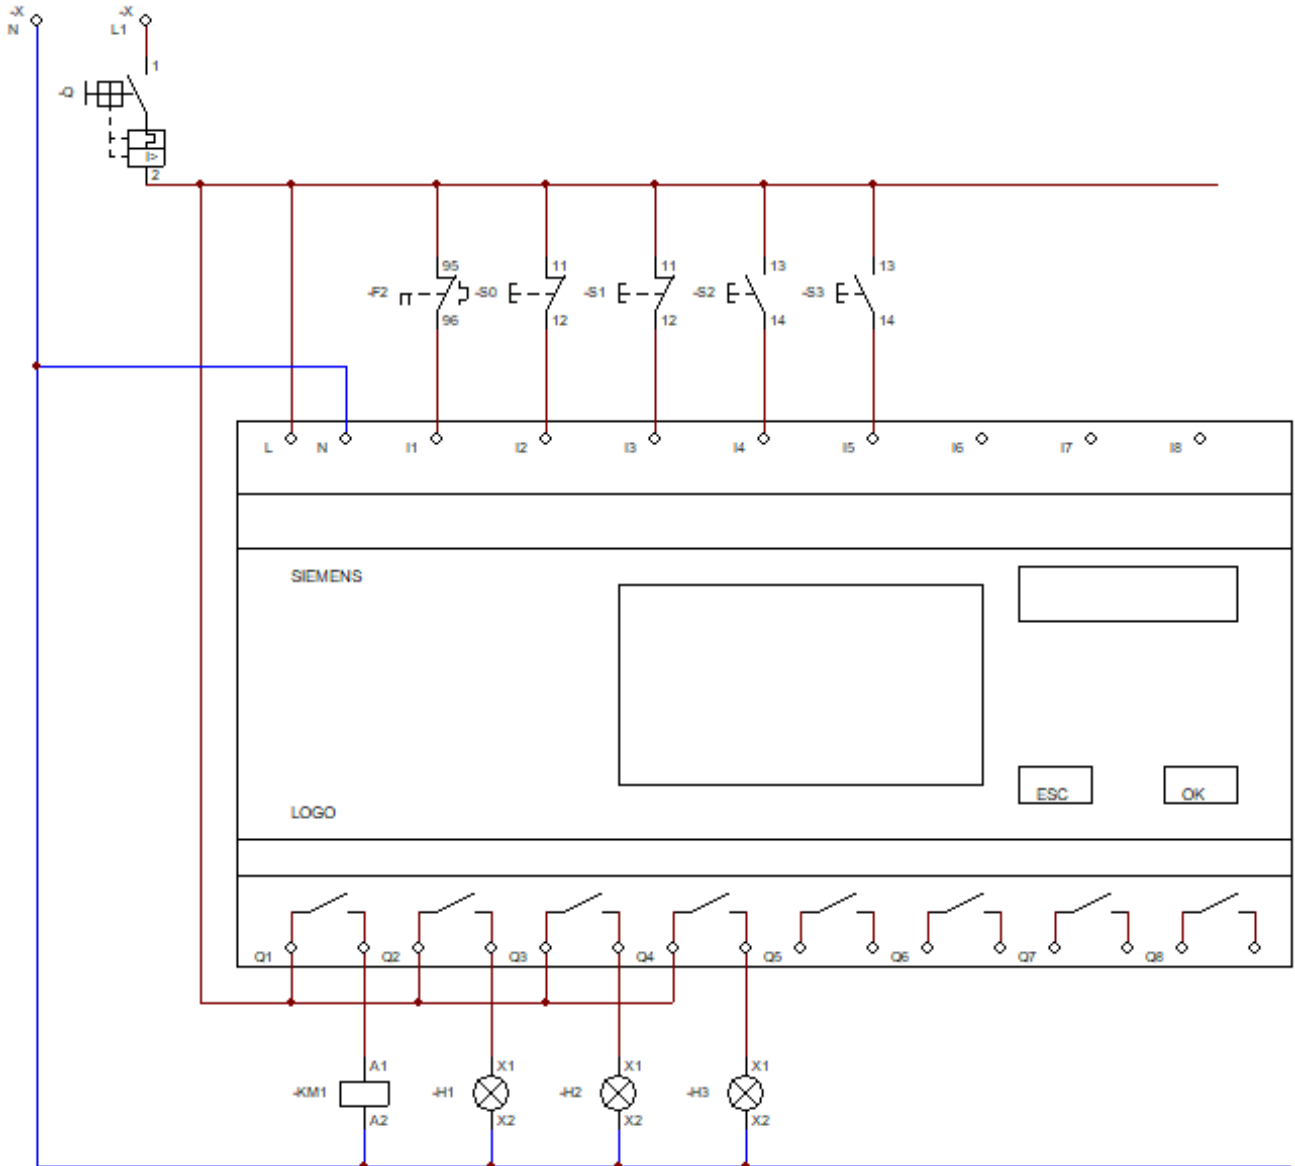 -X
N
-X
L1
1
-Q
I>
2
95
-F2
96
11
-S0
12
11
-S1
12
13
-S2
14
13
-S3
14
L N I1 I2 I3 I4 I5 I6 I7 I8
SIEMENS
ESC OK
LOGO
Q1 Q2 Q3 Q4 Q5 Q6 Q7 Q8
A1
-KM1
A2
X1
-H1
X2
X1
-H2
X2
X1
-H3
X2